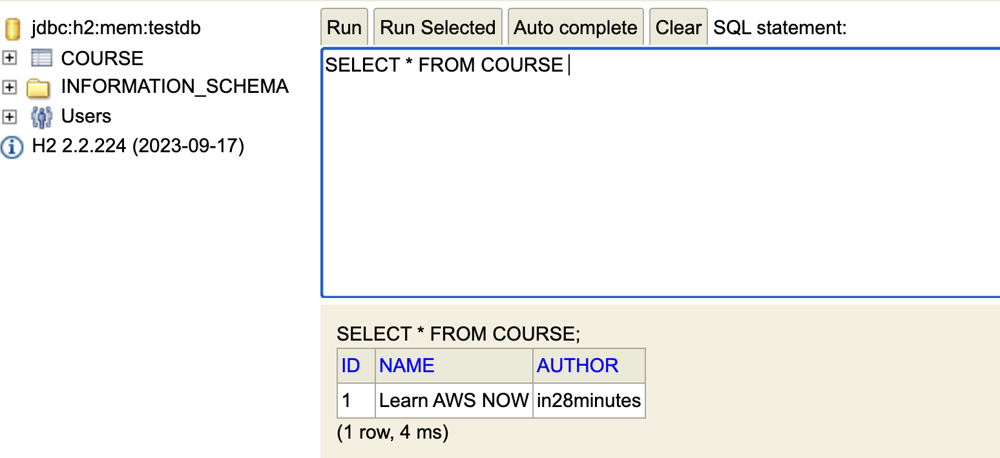 jdbc:h2:mem:testdb
COURSE
INFORMATION_SCHEMA
Users
H2 2.2.224 (2023-09-17)
Run Run Selected Auto complete Clear SQL statement:
SELECT * FROM COURSE
SELECT * FROM COURSE;
ID NAME AUTHOR
1 Learn AWS NOW in28minutes
(1 row, 4 ms)